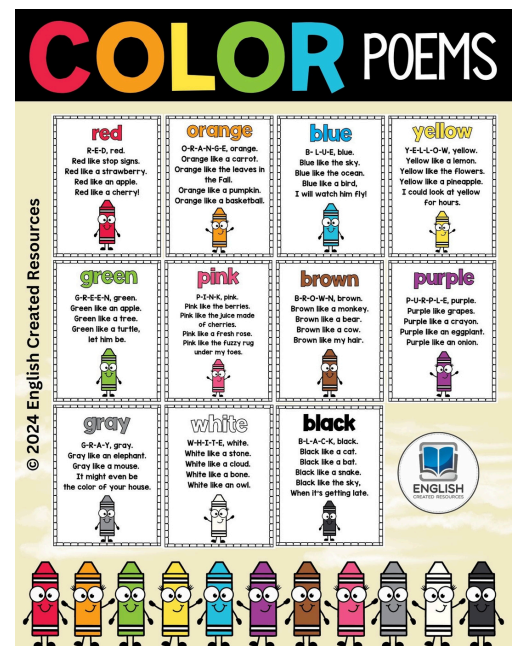 COLOR POEMS
red
R-E-D, red.
Red like stop signs.
Red like a strawberry.
Red like an apple.
Red like a cherry!
orange
O-R-A-N-G-E, orange.
Orange like a carrot.
Orange like the leaves in
the Fall.
Orange like a pumpkin.
Orange like a basketball.
blue
B- L-U-E, blue.
Blue like the sky.
Blue like the ocean.
Blue like a bird,
I will watch him fly!
yellow
Y-E-L-L-O-W, yellow.
Yellow like a lemon.
Yellow like the flowers.
Yellow like a pineapple.
I could look at yellow
for hours.
green
G-R-E-E-N, green.
Green like an apple.
Green like a tree.
Green like a turtle,
let him be.
pink
P-I-N-K, pink.
Pink like the berries.
Pink like the juice made
of cherries.
Pink like a fresh rose.
Pink like the fuzzy rug
under my toes.
brown
B-R-O-W-N, brown.
Brown like a monkey.
Brown like a bear.
Brown like a cow.
Brown like my hair.
purple
P-U-R-P-L-E, purple.
Purple like grapes.
Purple like a crayon.
Purple like an eggplant.
Purple like an onion.
gray
G-R-A-Y, gray.
Gray like an elephant.
Gray like a mouse.
It might even be
the color of your house.
white
W-H-I-T-E, white.
White like a stone.
White like a cloud.
White like a bone.
White like an owl.
black
B-L-A-C-K, black.
Black like a cat.
Black like a bat.
Black like a snake.
Black like the sky,
When it's getting late.
ENGLISH
CREATED RESOURCES
© 2024 English Created Resources